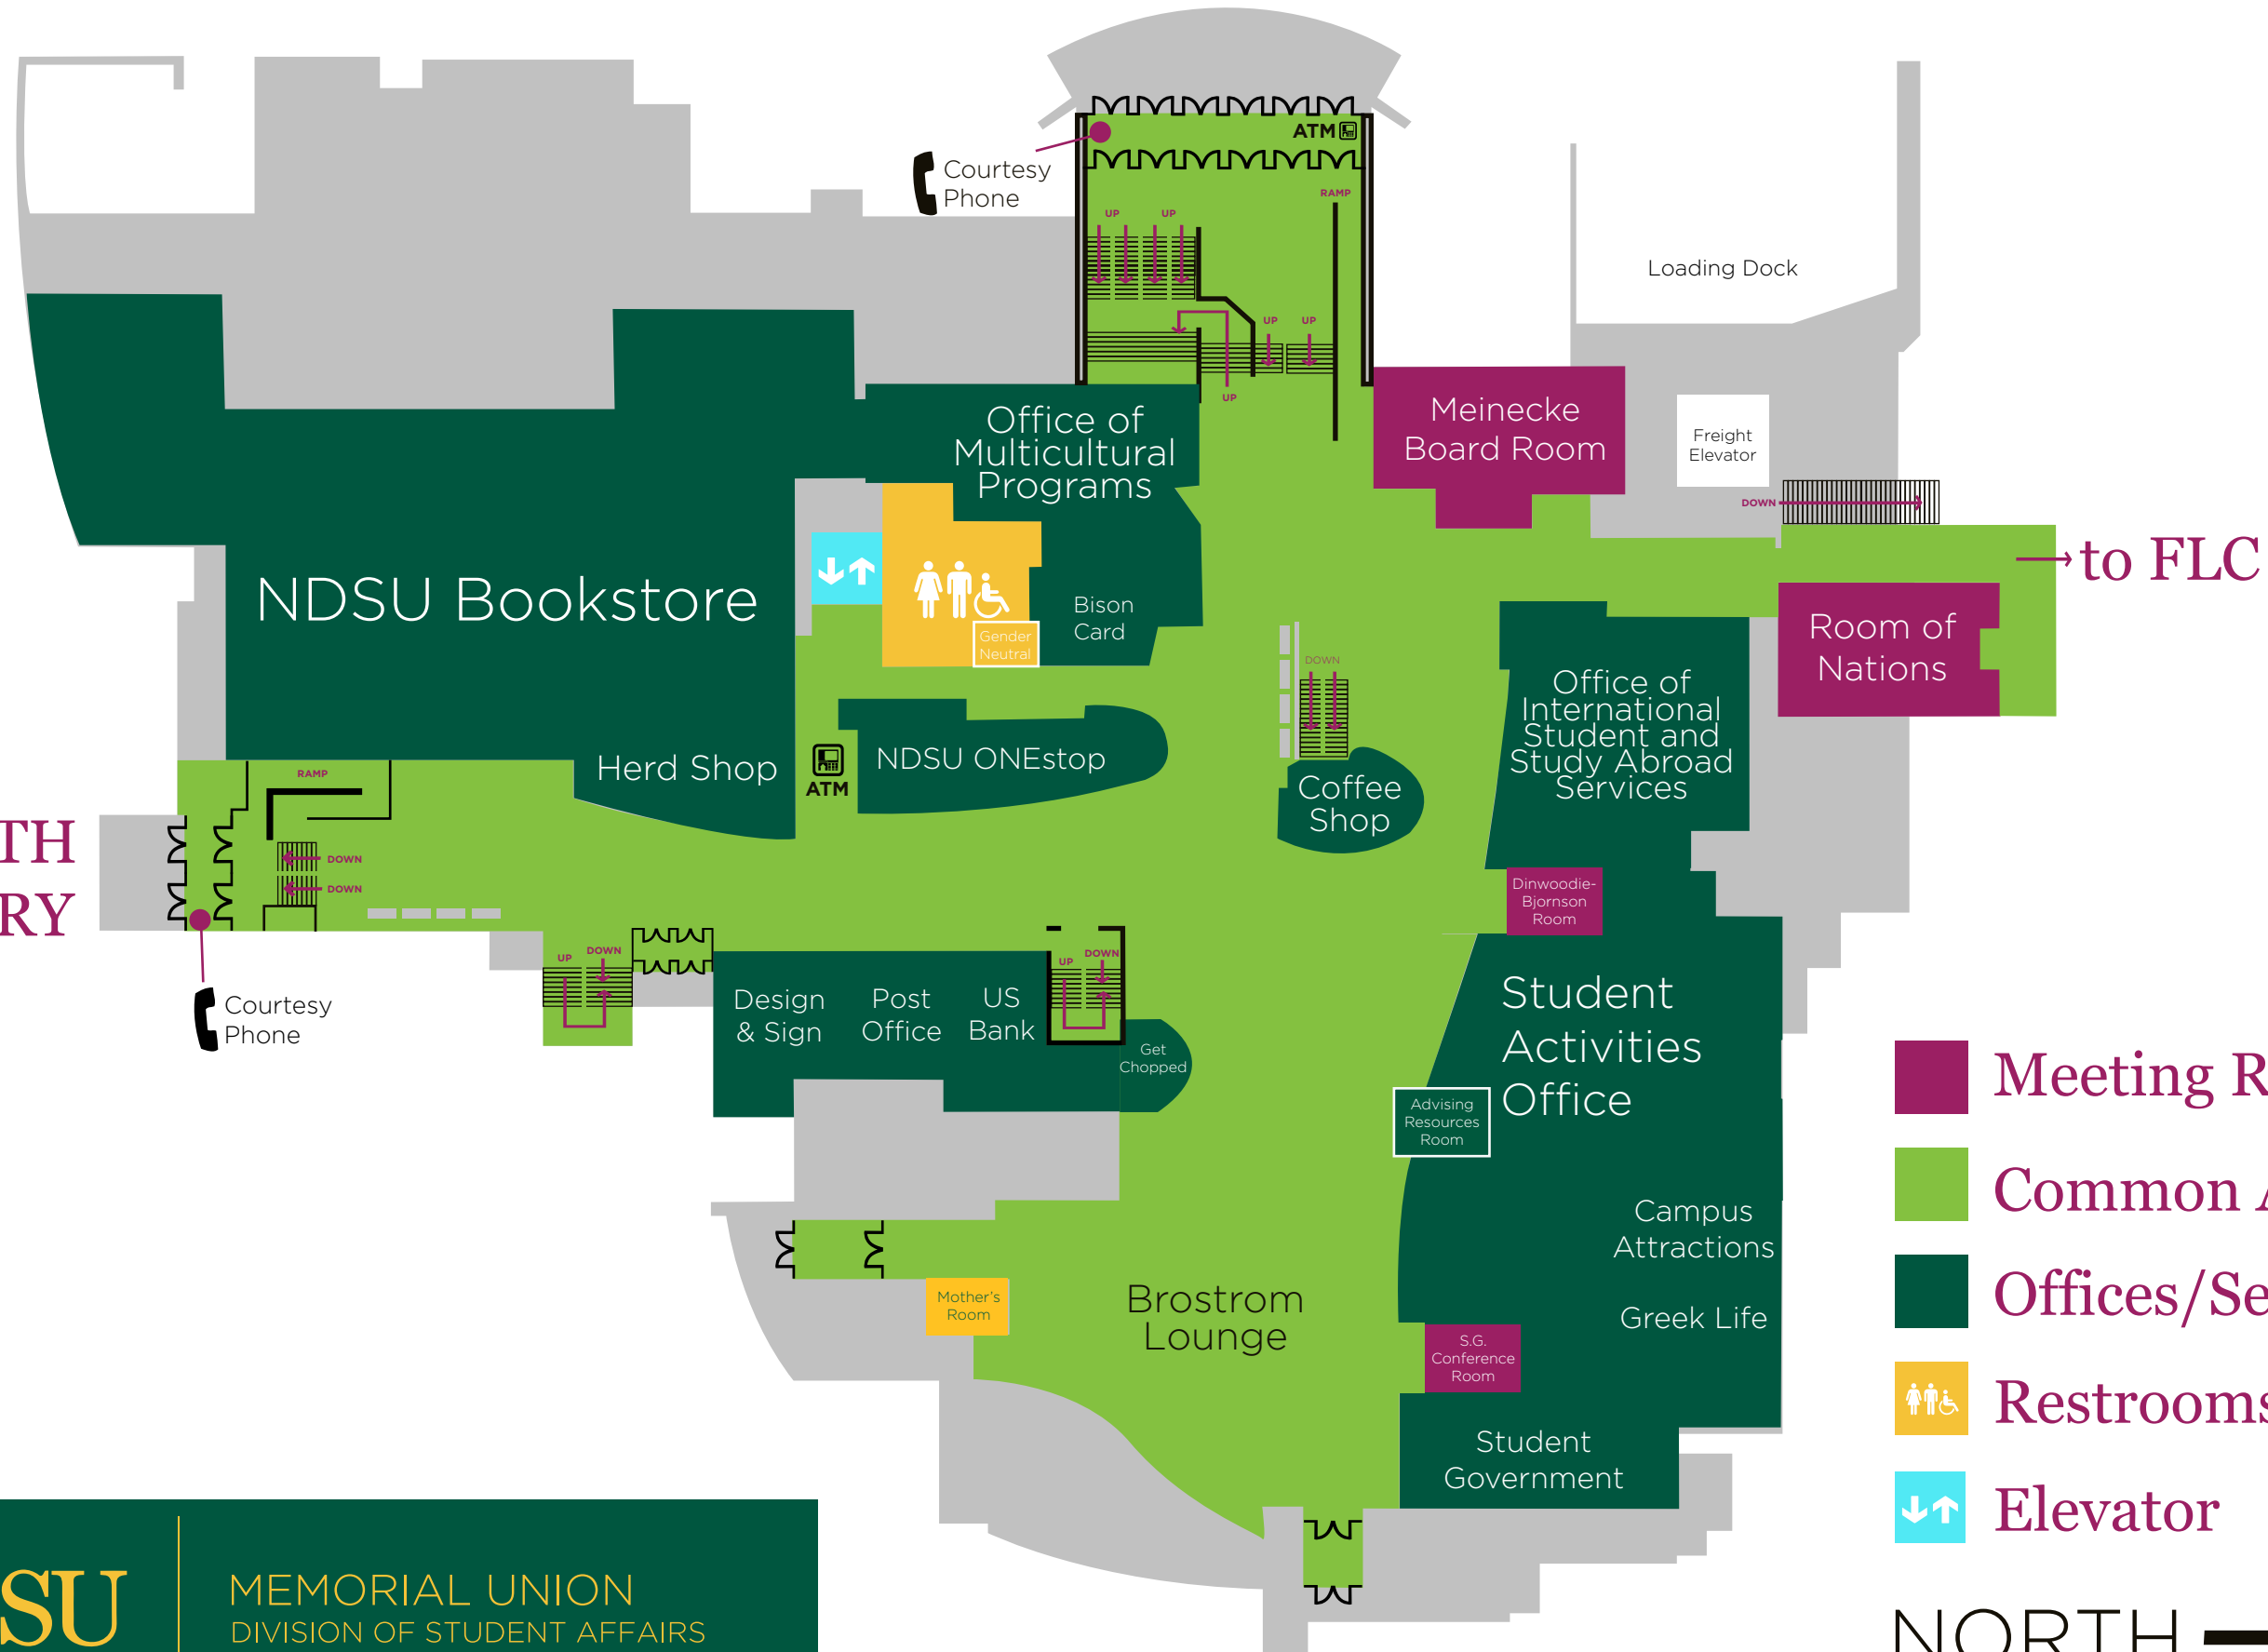 ATM
Courtesy
Phone
RAMP
UP
UP
Loading Dock
UP
UP
UP
Meinecke
Board Room
Office of
Multicultural
Programs
Freight
Elevator
DOWN
to FLC
NDSU Bookstore
Bison
Card
Gender
Neutral
Room of
Nations
DOWN
Office of
International
Student and
Study Abroad
Services
Herd Shop
ATM
NDSU ONEstop
Coffee
Shop
RAMP
TH
RY
DOWN
DOWN
Dinwoodie-
Bjornson
Room
UP
DOWN
UP
DOWN
Courtesy
Phone
Design
& Sign
Post
Office
US
Bank
Get
Chopped
Student
Activities
Office
Advising
Resources
Room
Campus
Attractions
Greek Life
Mother's
Room
Brostrom
Lounge
S.G.
Conference
Room
Student
Government
Meeting R
Common A
Offices/Se
Restrooms
Elevator
NORTH
SU
MEMORIAL UNION
DIVISION OF STUDENT AFFAIRS